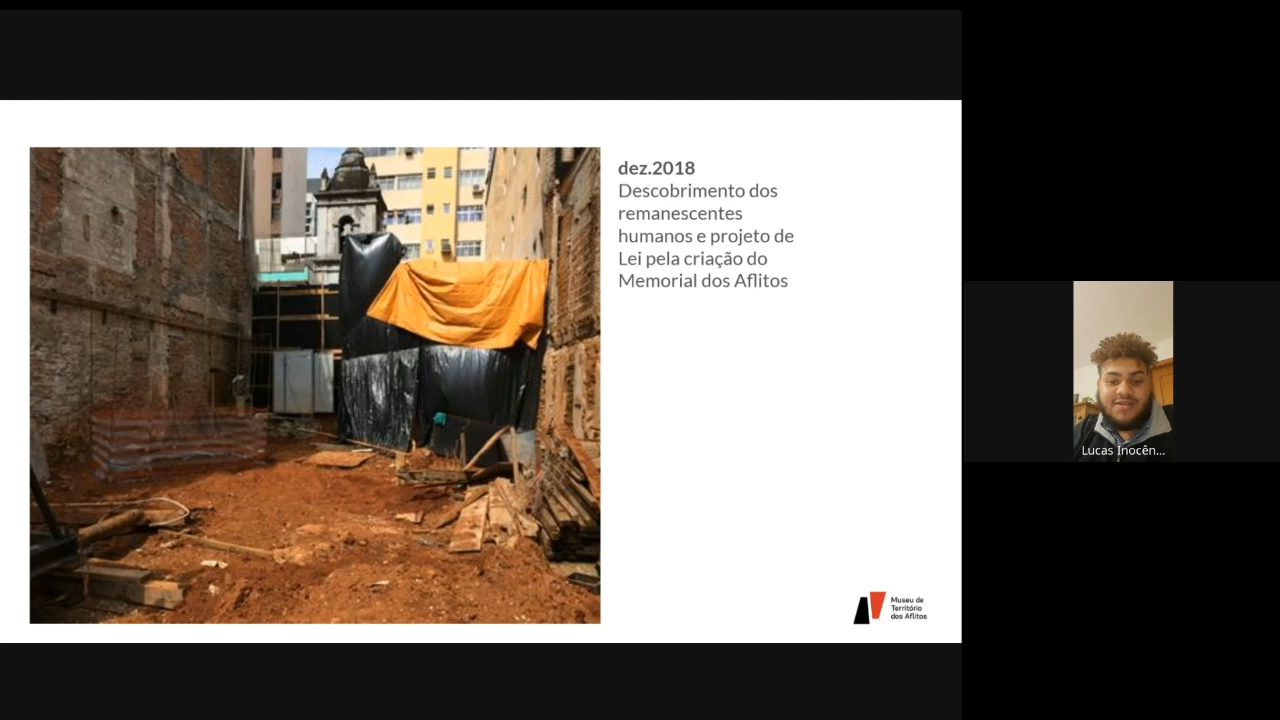 dez.2018
Descobrimento dos
remanescentes
humanos e projeto de
Lei pela criação do
Memorial dos Aflitos
Museu de
Território
dos Aflitos
Lucas Inocên...